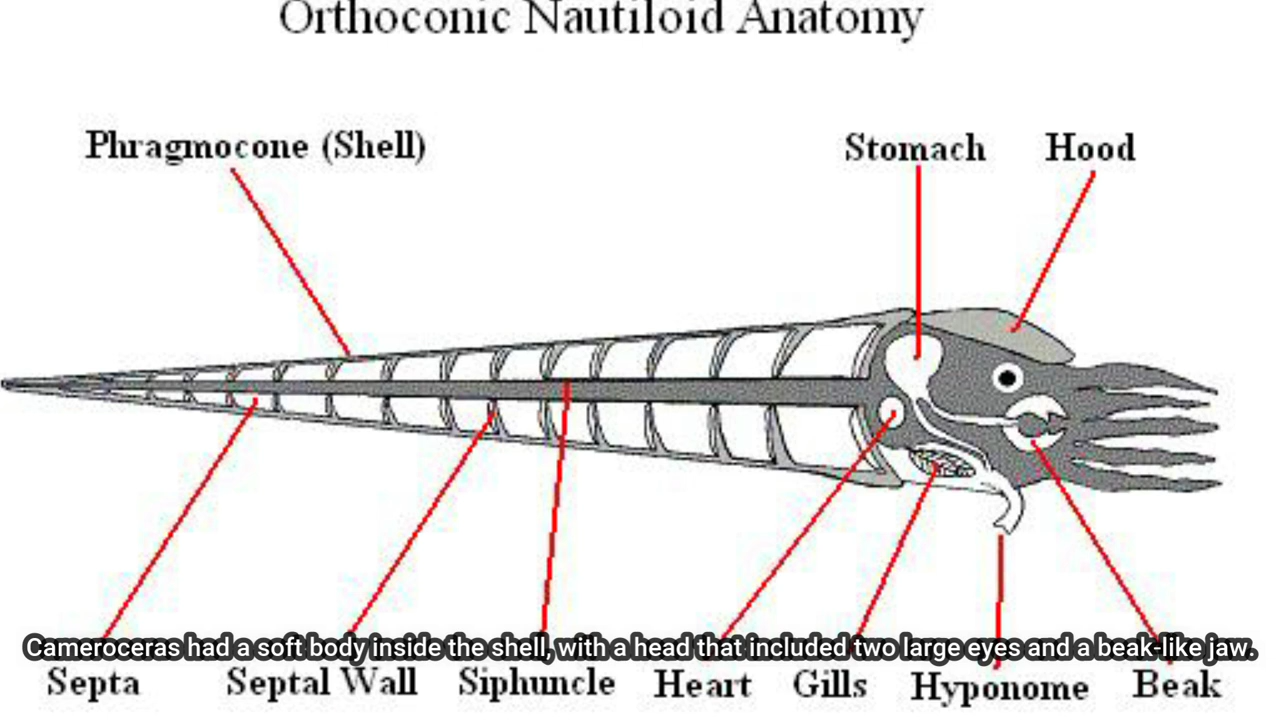 Orthoconic Nautiloid Anatomy
Phragmocone (Shell)
Stomach
Hood
Cameroceras had a soft body inside the shell, with a head that included two large eyes and a beak-like jaw.
Septa
Septal Wall
Siphuncle
Heart
Gills
Hyponome
Beak